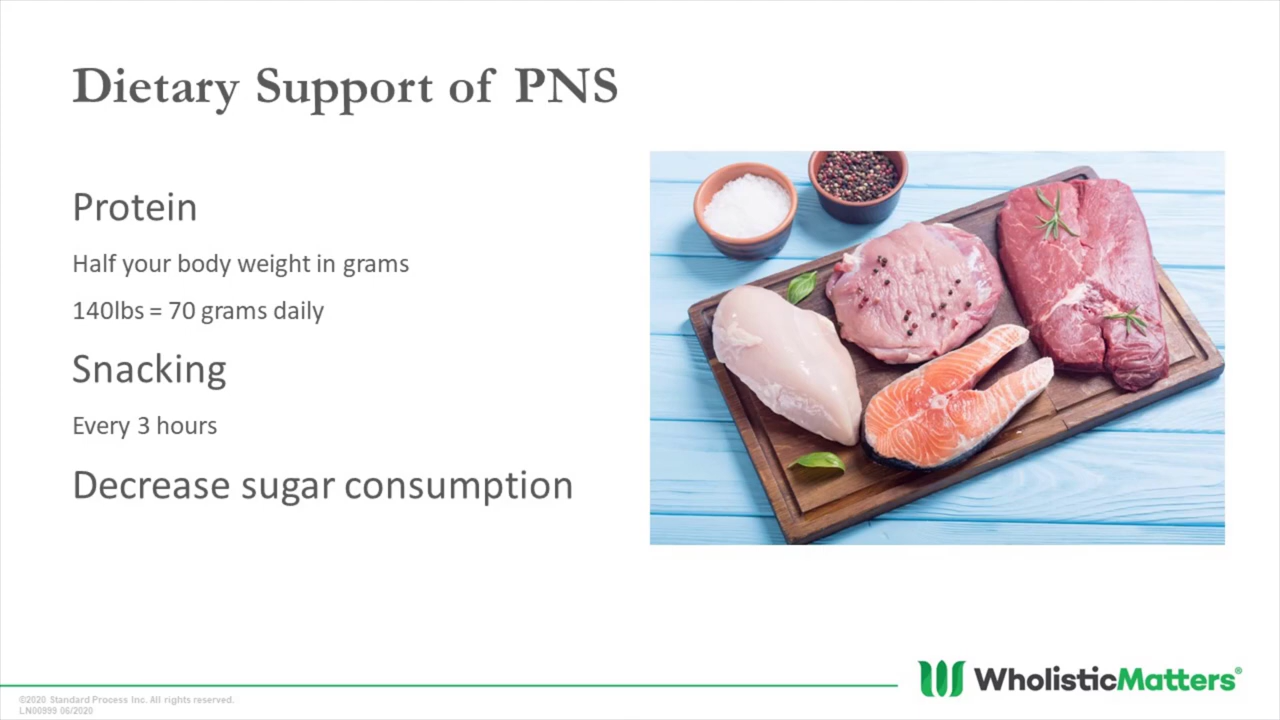 Dietary Support of PNS
Protein
Half your body weight in grams
140lbs = 70 grams daily
Snacking
Every 3 hours
Decrease sugar consumption
©2020 Standard Process Inc. All rights reserved.
LN00999 06/2020
WholisticMatters®